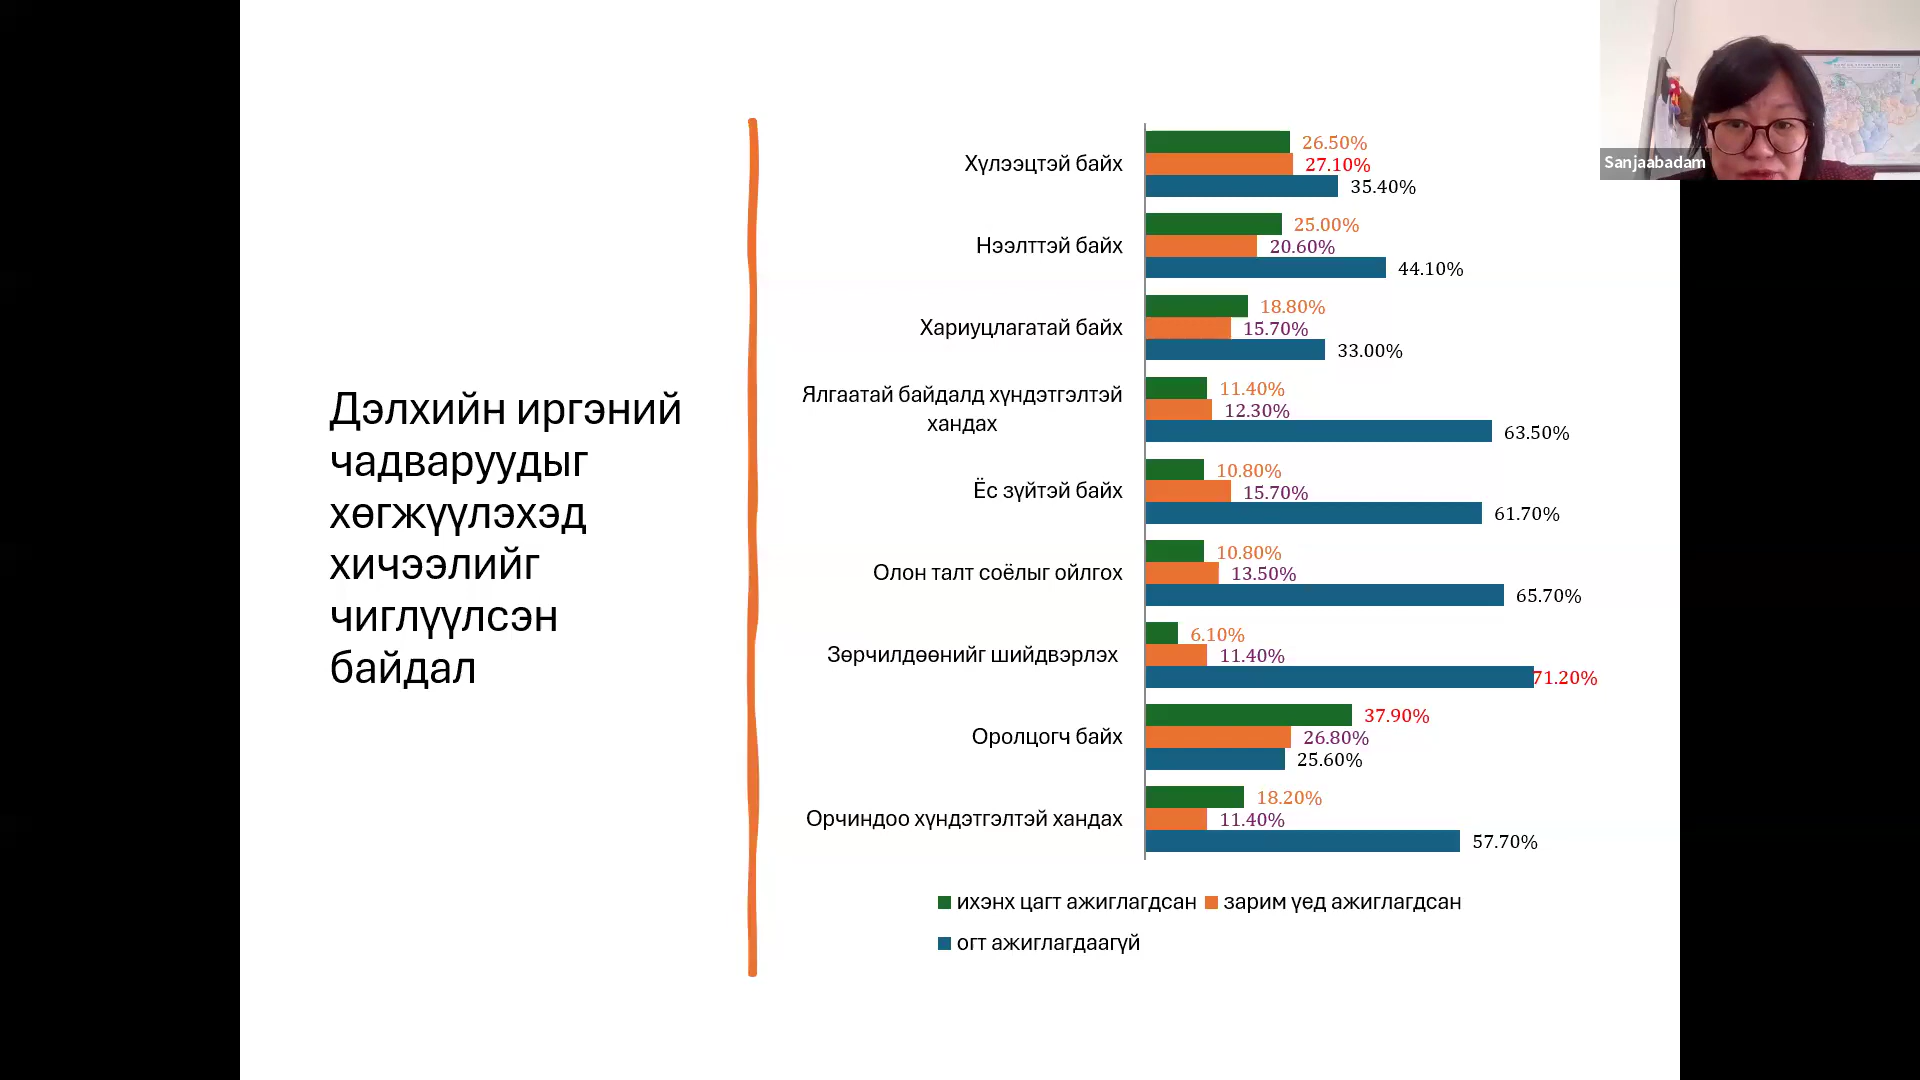 Sanjaabadam
Дэлхийн иргэний
чадваруудыг
хөгжүүлэхэд
хичээлийг
чиглүүлсэн
байдал
Хүлээцтэй байх
26.50%
27.10%
35.40%
Нээлттэй байх
25.00%
20.60%
44.10%
Хариуцлагатай байх
18.80%
15.70%
33.00%
Ялгаатай байдалд хүндэтгэлтэй
хандах
11.40%
12.30%
63.50%
Ёс зүйтэй байх
10.80%
15.70%
61.70%
Олон талт соёлыг ойлгох
10.80%
13.50%
65.70%
Зөрчилдөөнийг шийдвэрлэх
6.10%
11.40%
71.20%
Оролцогч байх
37.90%
26.80%
25.60%
Орчиндоо хүндэтгэлтэй хандах
18.20%
11.40%
57.70%
ихэнх цагт ажиглагдсан зарим үед ажиглагдсан
огт ажиглагдаагүй